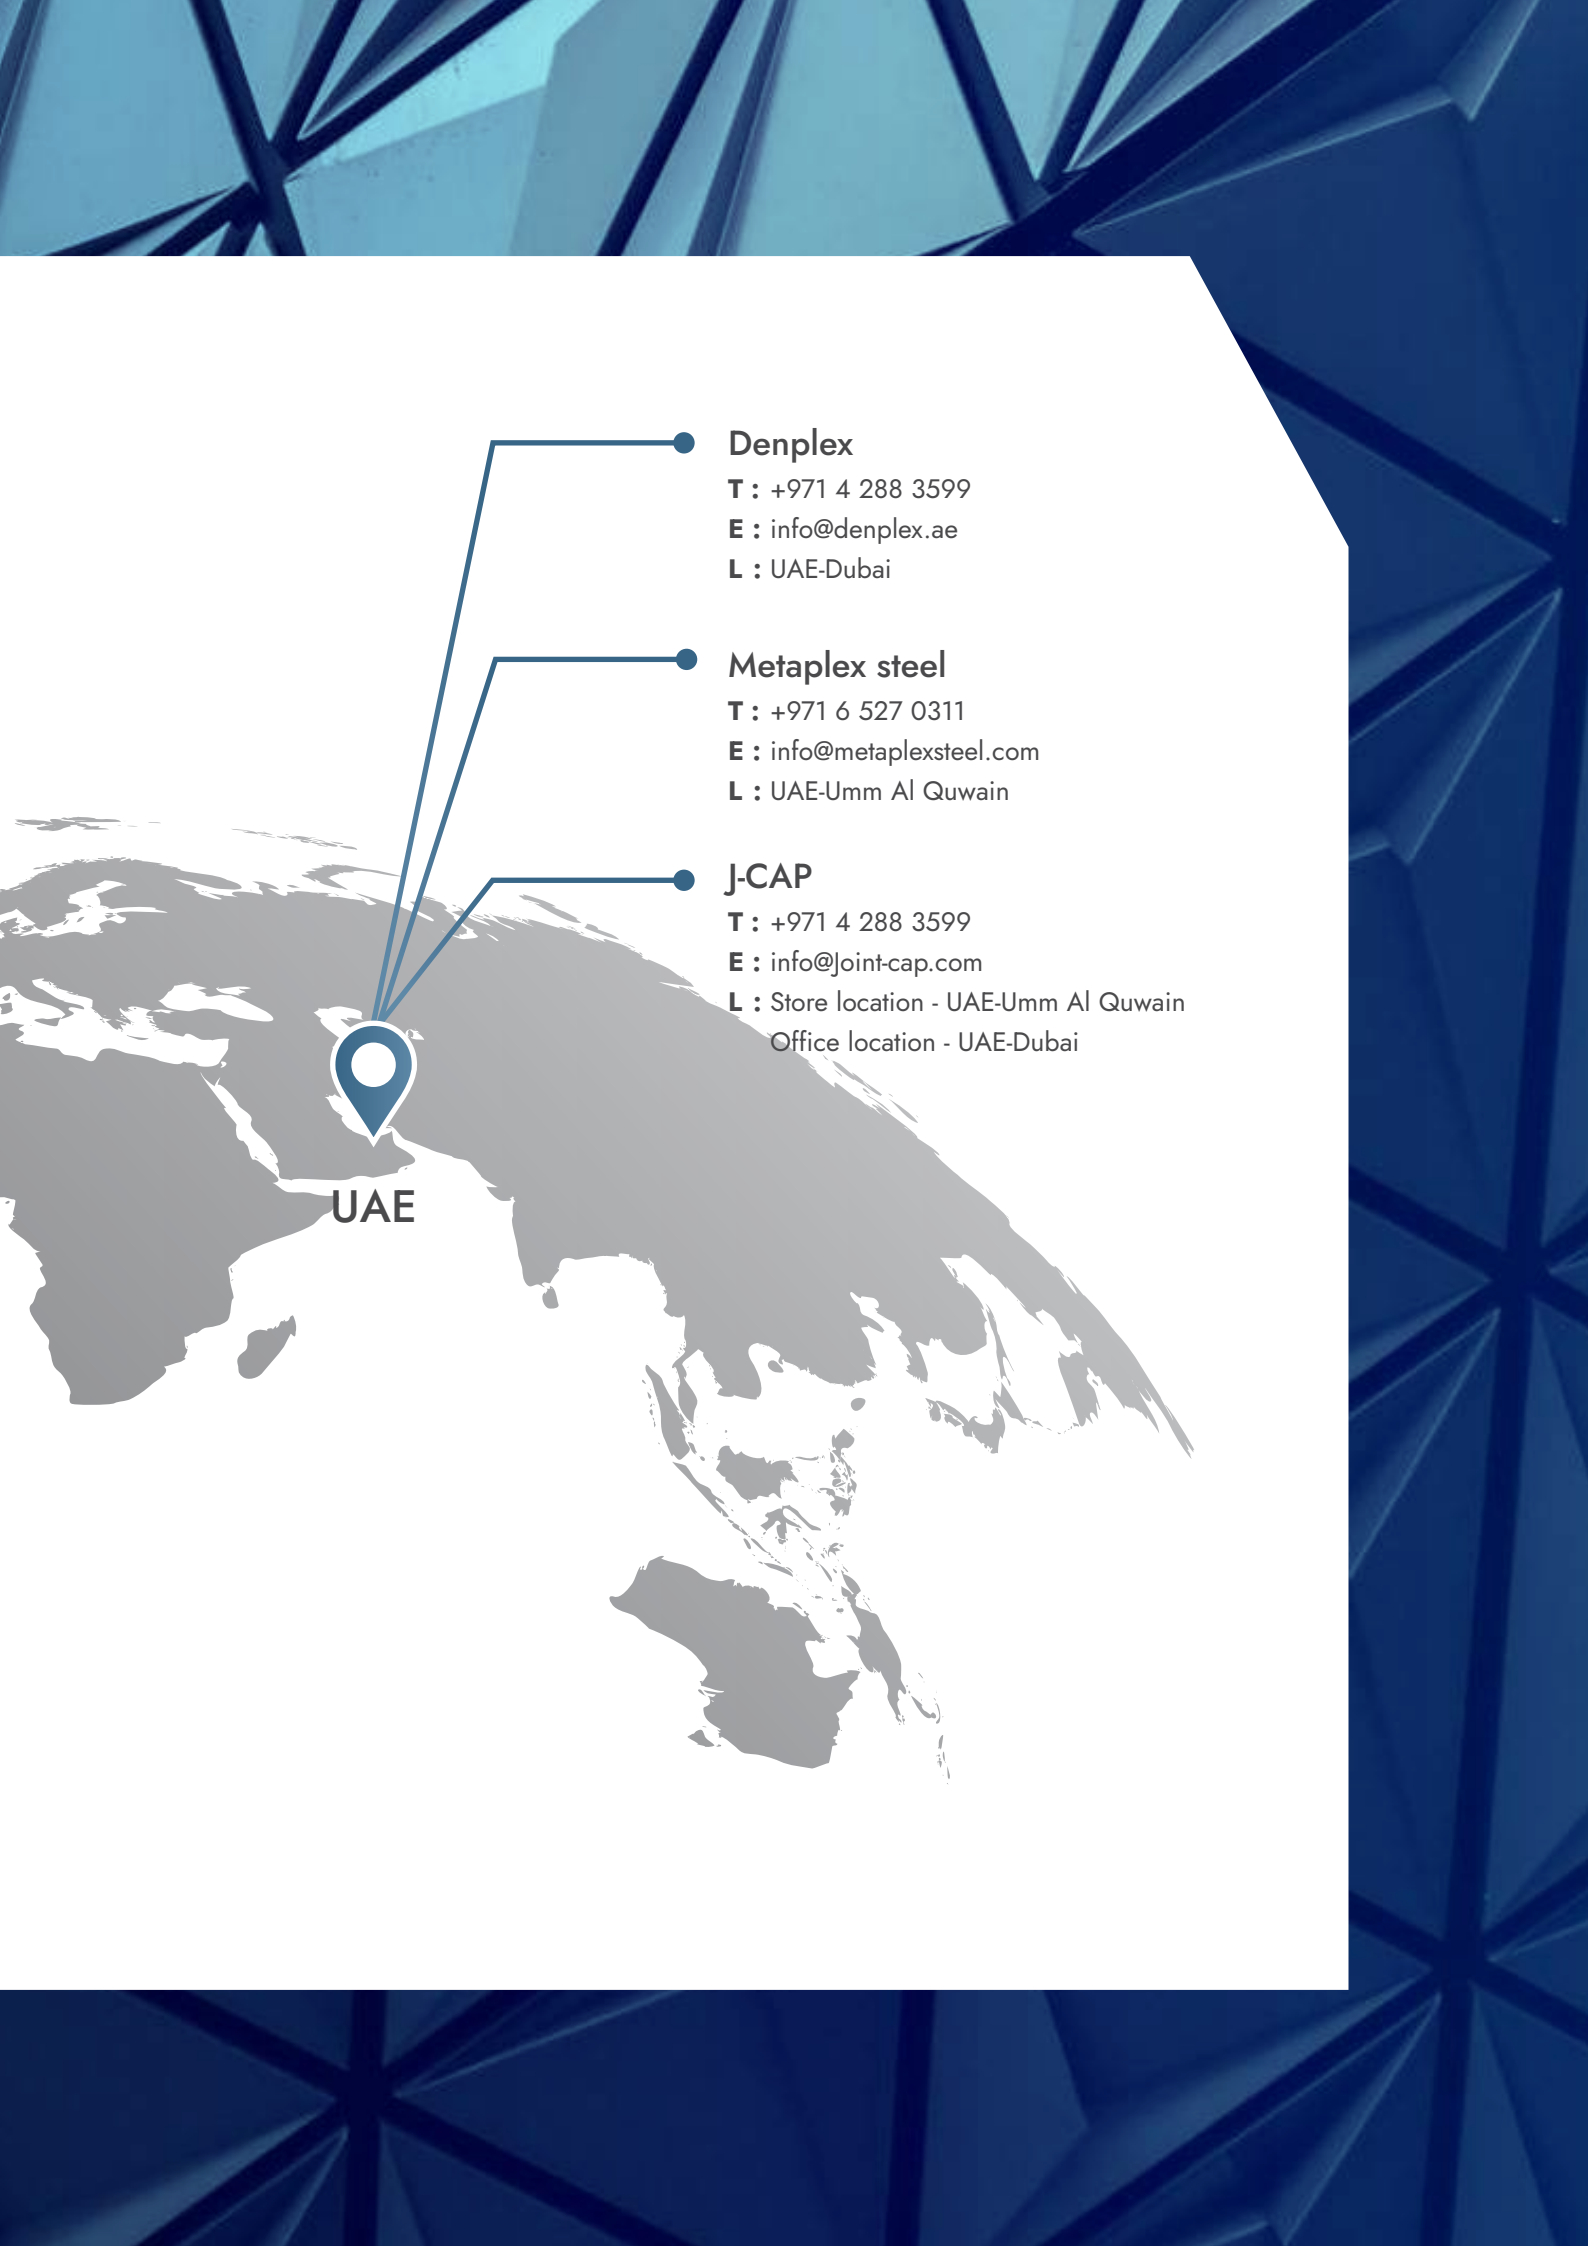 Denplex
T : +971 4 288 3599
E : info@denplex.ae
L : UAE-Dubai
Metaplex steel
T : +971 6 527 0311
E : info@metaplexsteel.com
L : UAE-Umm Al Quwain
J-CAP
T : +971 4 288 3599
E : info@Joint-cap.com
L : Store location - UAE-Umm Al Quwain
Office location - UAE-Dubai
UAE